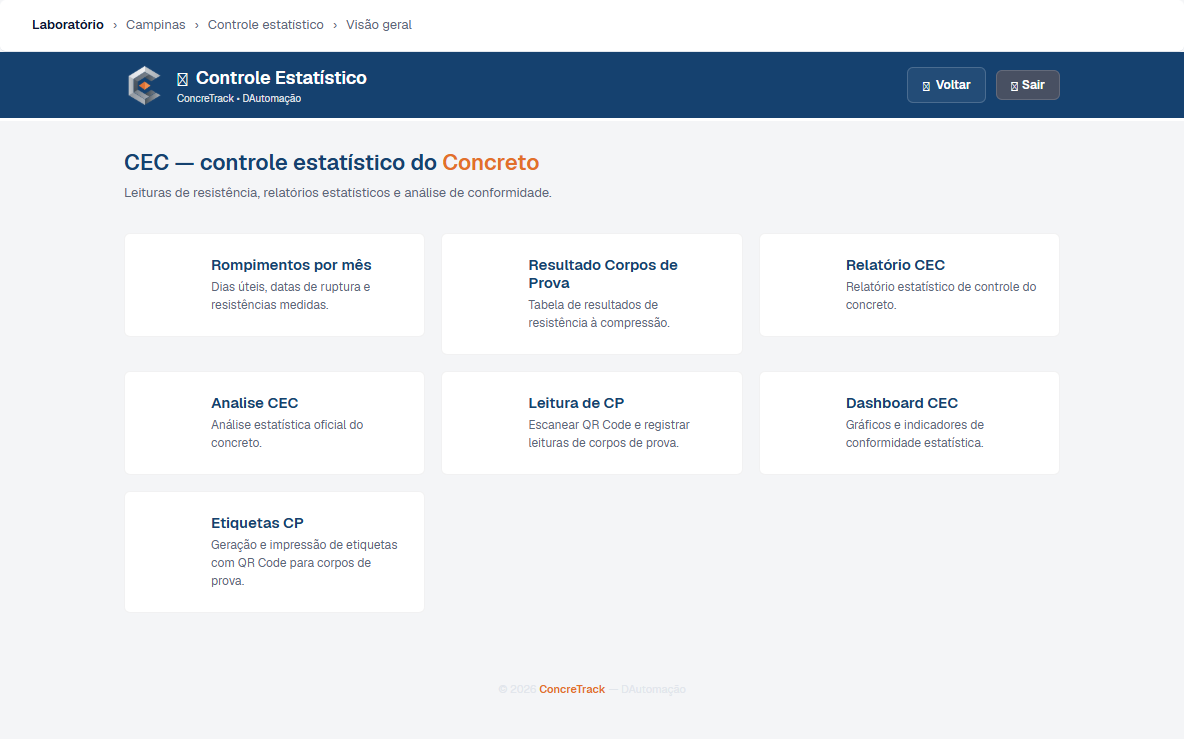 Laboratório › Campinas › Controle estatístico › Visão geral
Controle Estatístico
ConcreTrack • DAutomação
Voltar
Sair
CEC — controle estatístico do Concreto
Leituras de resistência, relatórios estatísticos e análise de conformidade.
Rompimentos por mês
Dias úteis, datas de ruptura e
resistências medidas.
Resultado Corpos de
Prova
Tabela de resultados de
resistência à compressão.
Relatório CEC
Relatório estatístico de controle do
concreto.
Analise CEC
Análise estatística oficial do
concreto.
Leitura de CP
Escanear QR Code e registrar
leituras de corpos de prova.
Dashboard CEC
Gráficos e indicadores de
conformidade estatística.
Etiquetas CP
Geração e impressão de etiquetas
com QR Code para corpos de
prova.
© 2026 ConcreTrack — DAutomação